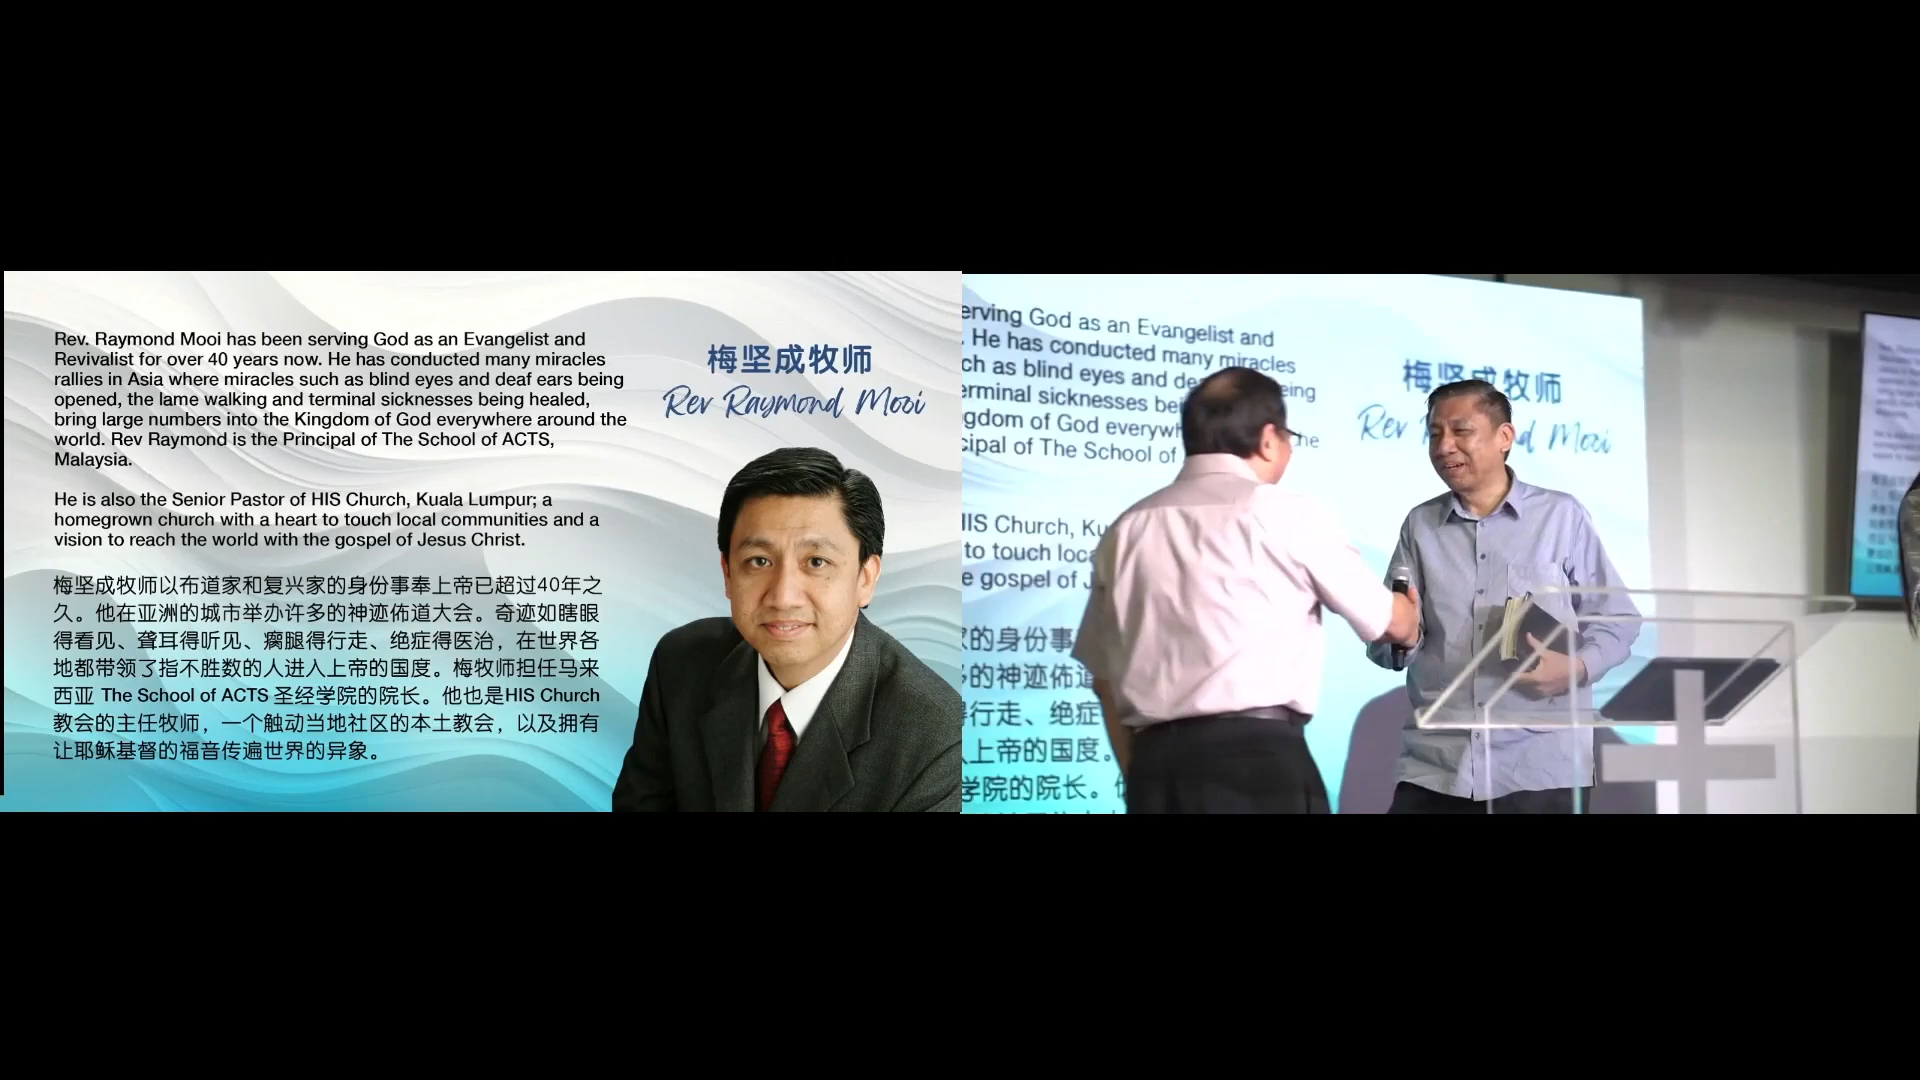 Rev. Raymond Mooi has been serving God as an Evangelist and
Revivalist for over 40 years now. He has conducted many miracles
rallies in Asia where miracles such as blind eyes and deaf ears being
opened, the lame walking and terminal sicknesses being healed,
bring large numbers into the Kingdom of God everywhere around the
world. Rev Raymond is the Principal of The School of ACTS,
Malaysia.
He is also the Senior Pastor of HIS Church, Kuala Lumpur; a
homegrown church with a heart to touch local communities and a
vision to reach the world with the gospel of Jesus Christ.
梅坚成牧师以布道家和复兴家的身份事奉上帝已超过40年之
久。他在亚洲的城市举办许多的神迹佈道大会。奇迹如瞎眼
得看见、聋耳得听见、瘸腿得行走、绝症得医治，在世界各
地都带领了指不胜数的人进入上帝的国度。梅牧师担任马来
西亚 The School of ACTS 圣经学院的院长。他也是HIS Church
教会的主任牧师，一个触动当地社区的本土教会，以及拥有
让耶稣基督的福音传遍世界的异象。
梅坚成牧师
Rev Raymond Mooi
erving God as an Evangelist and
. He has conducted many miracles
ch as blind eyes and dea eing
erminal sicknesses bei
gdom of God everywh he
cipal of The School of
HIS Church, Ku
to touch loca
e gospel of J
的身份事
的神迹佈道
行走、绝症
上帝的国度。
学院的院长。
梅坚成牧师
Rev d Mooi